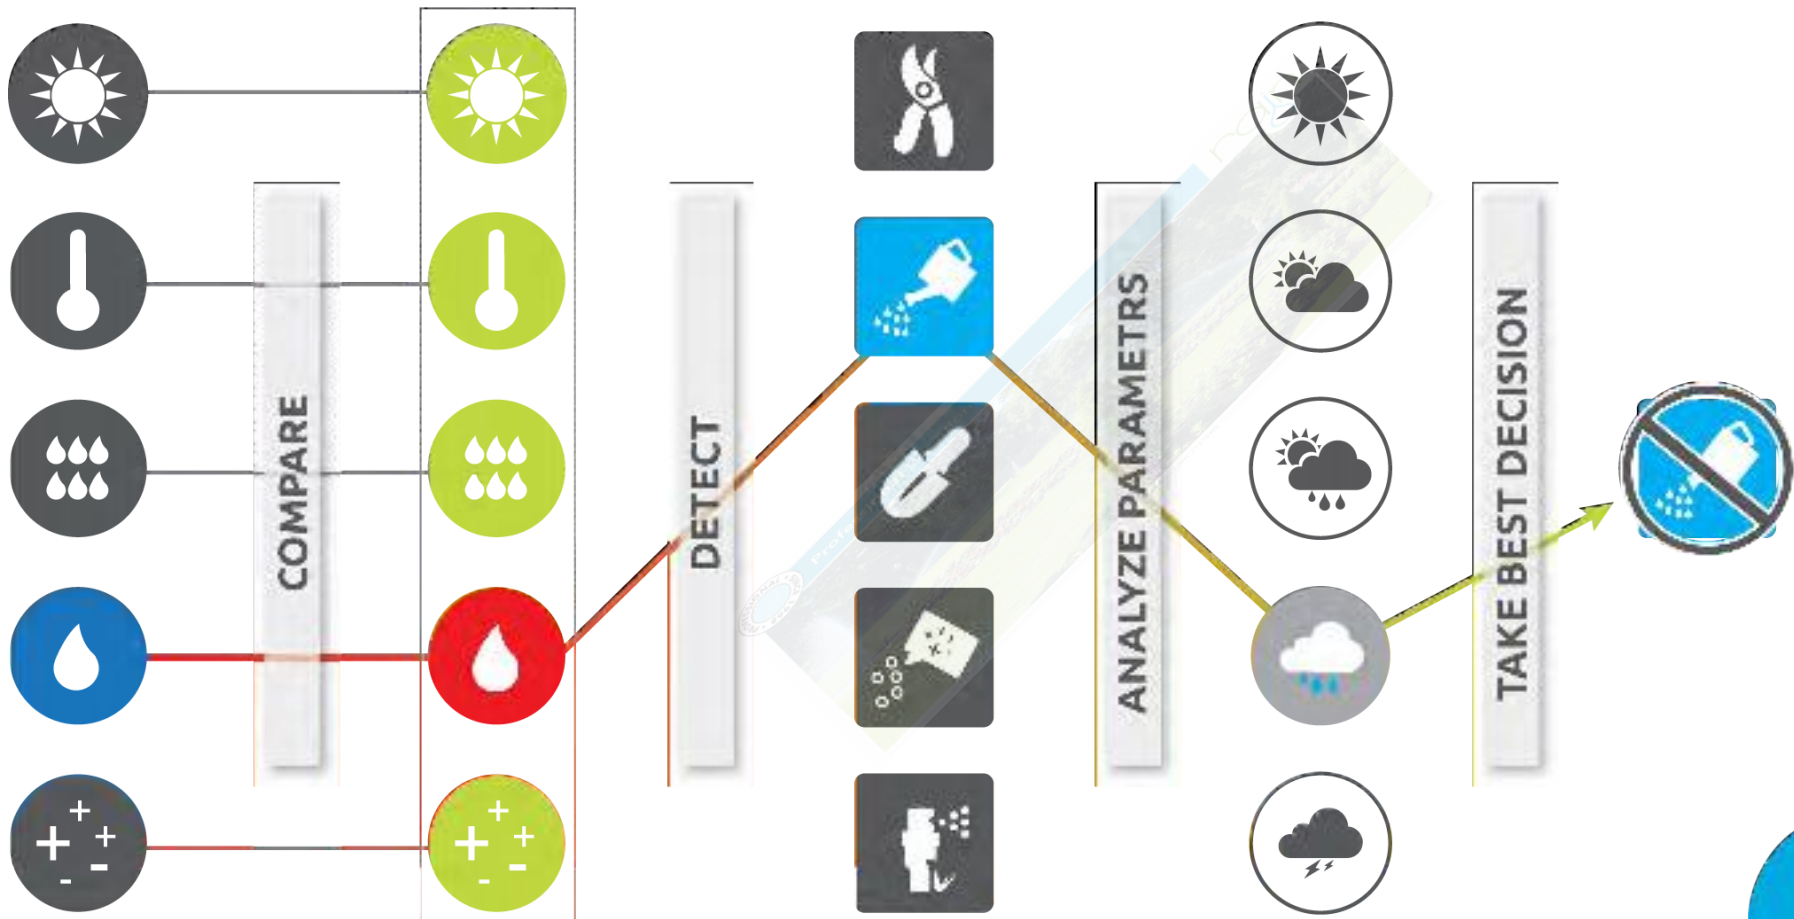 COMPARE
DETECT
ANALYZE PARAMETRS
TAKE BEST DECISION